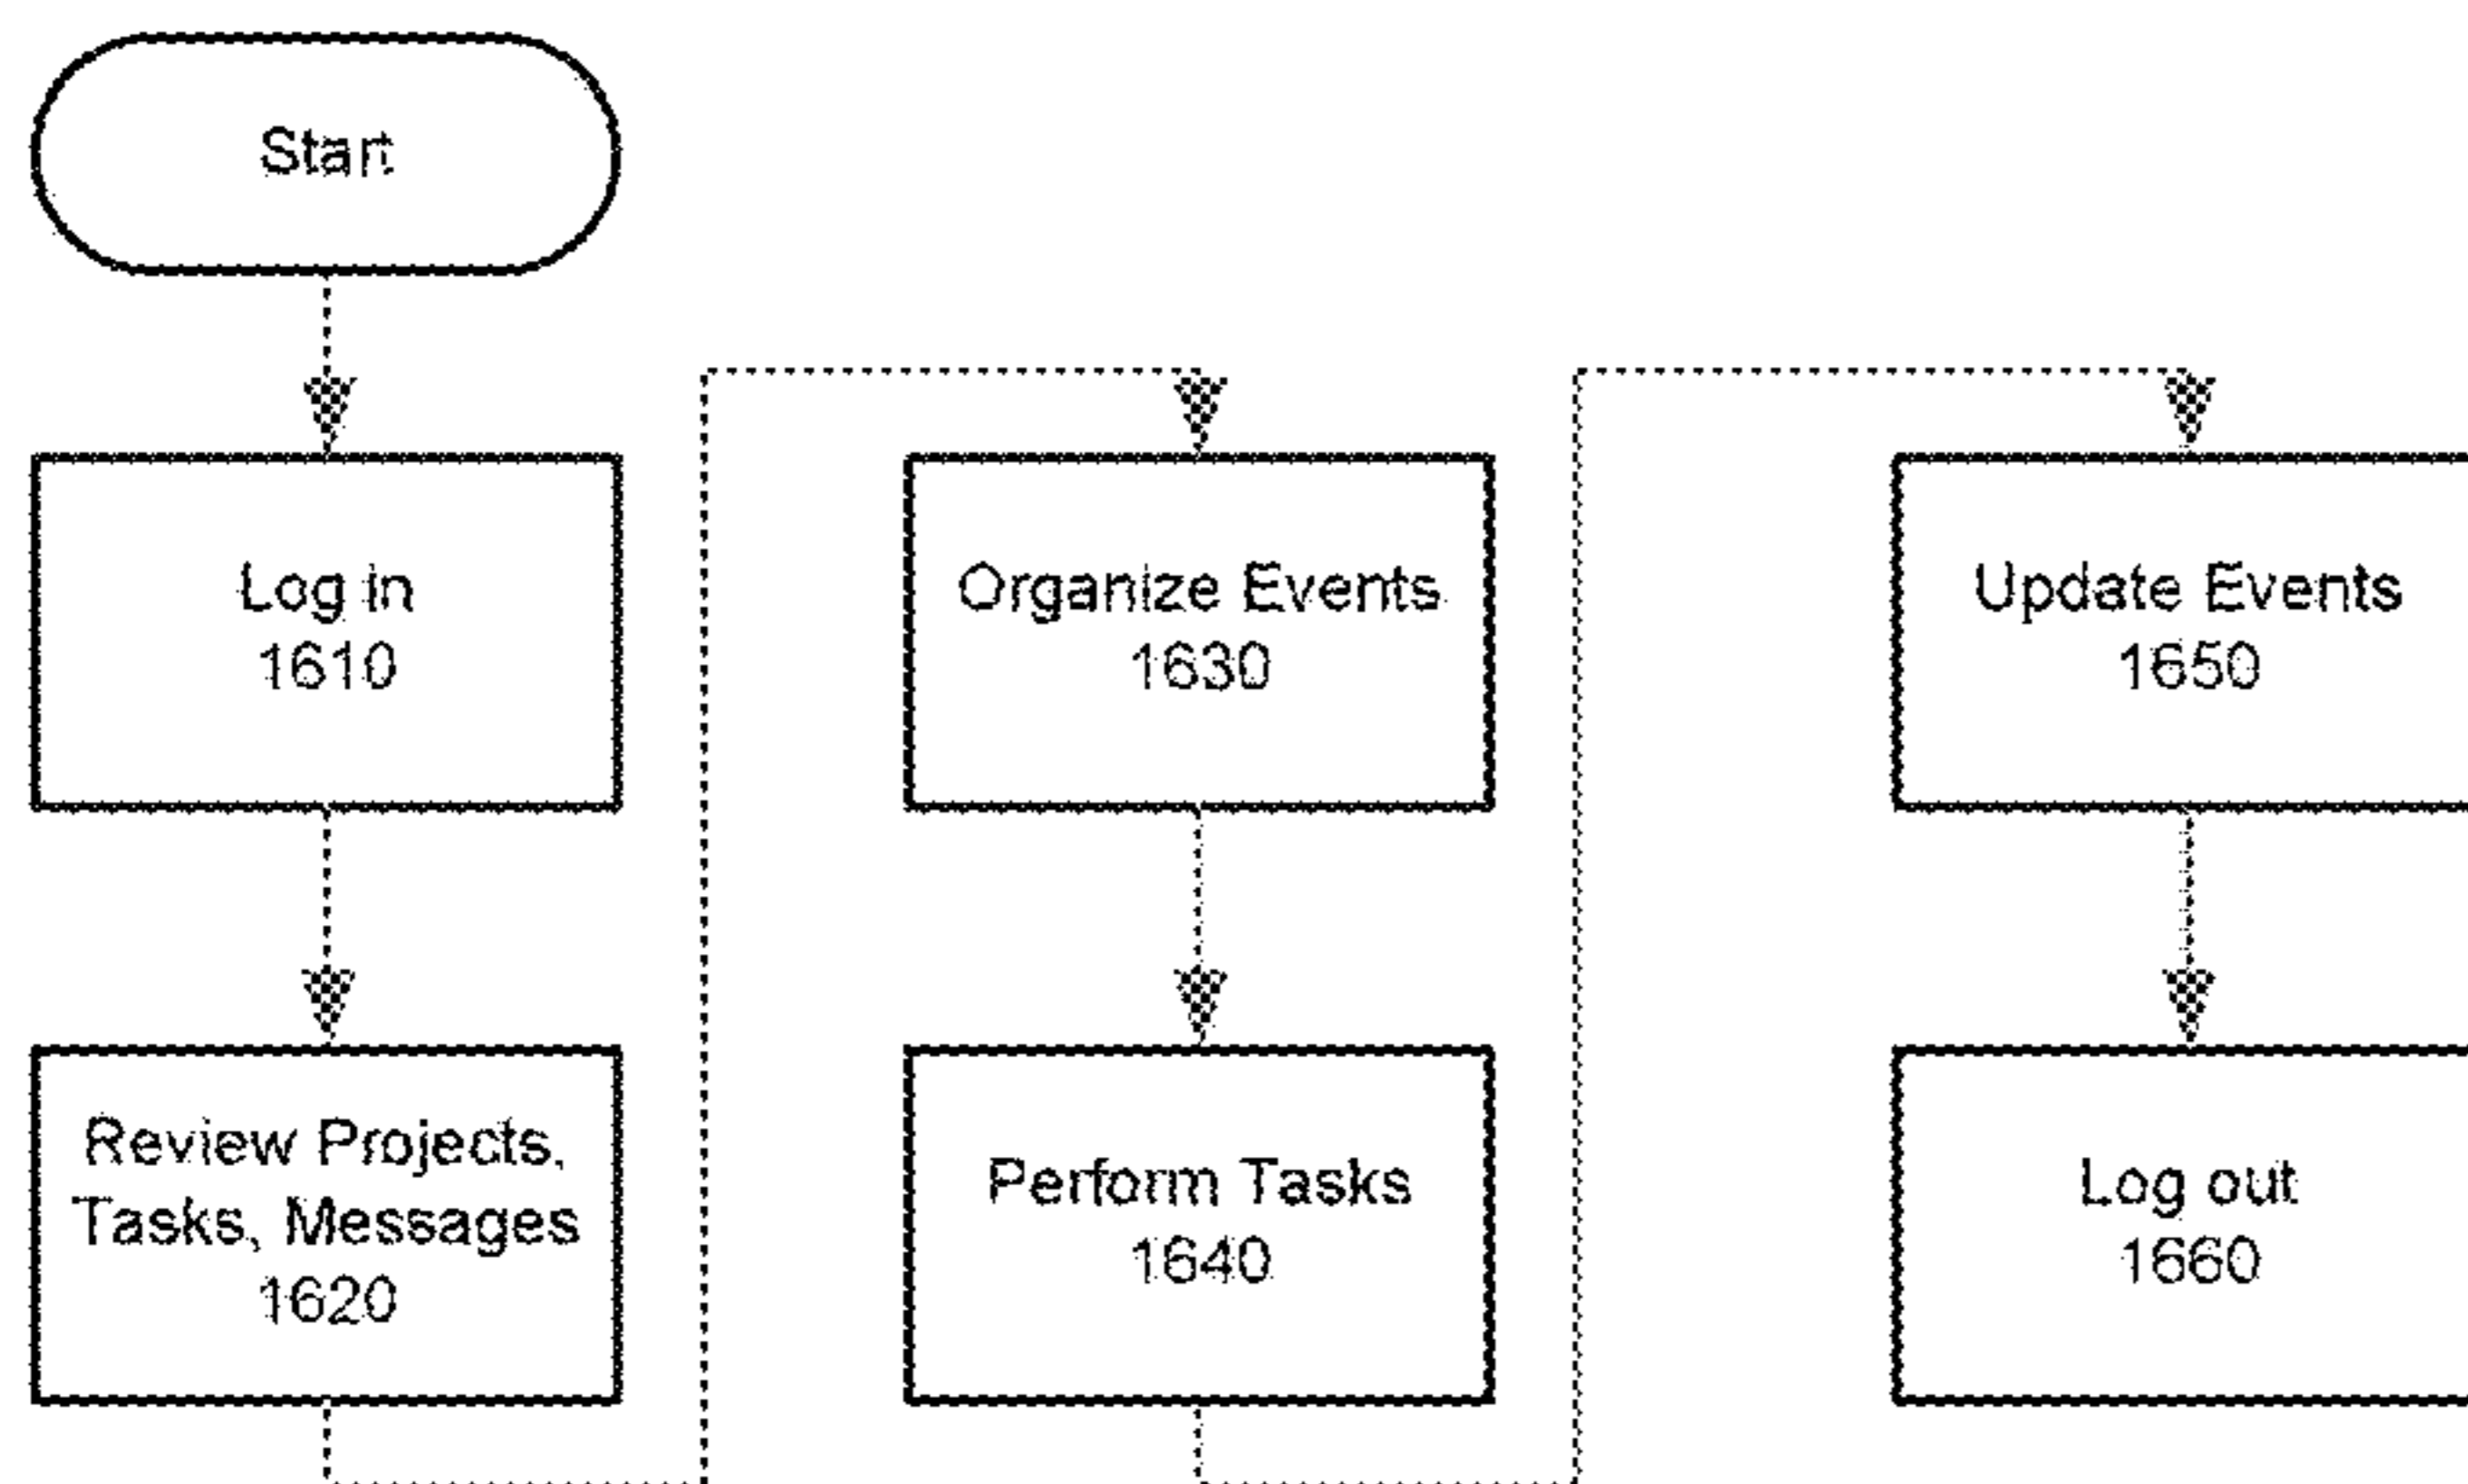 Start
Log in
1610
Review Projects,
Tasks, Messages
1620
Organize Events
1630
Perform Tasks
1640
Update Events
1650
Log out
1660